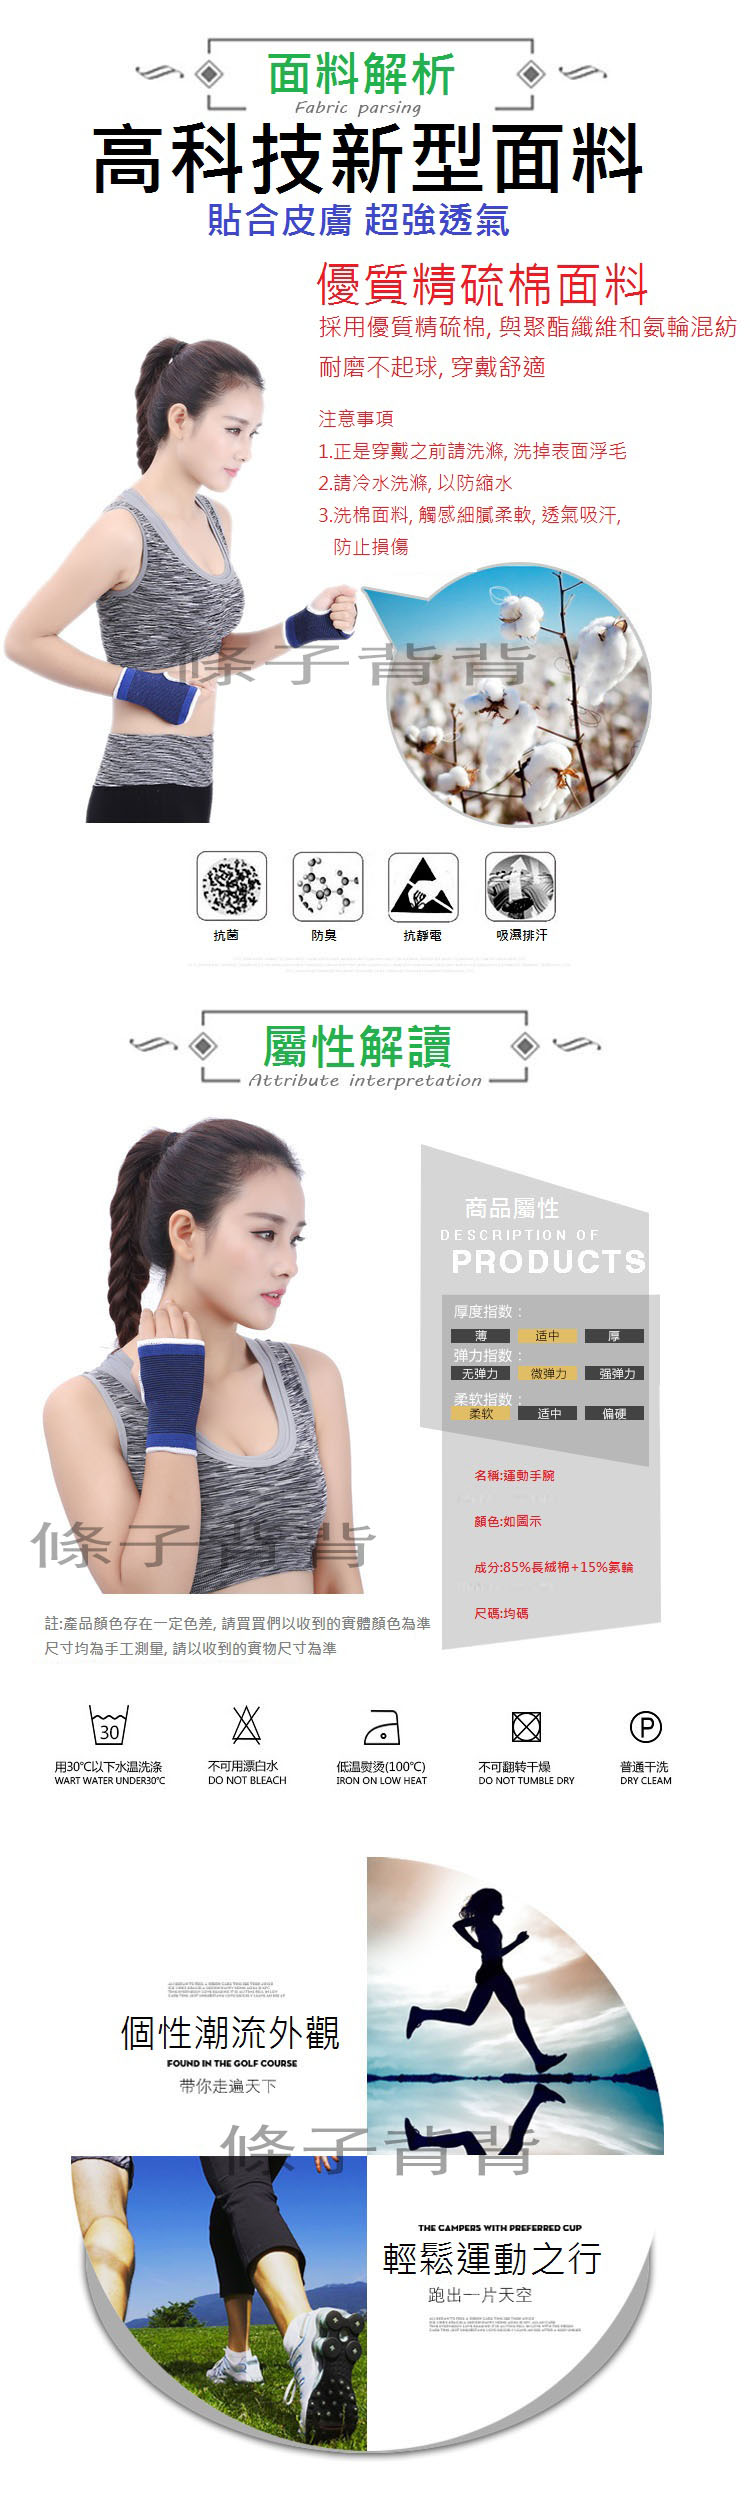 面料解析
Fabric parsing
高科技新型面料
貼合皮膚 超強透氣
優質精硫棉面料
採用優質精硫棉, 與聚酯纖維和氨輪混紡
耐磨不起球, 穿戴舒適
注意事項
1.正是穿戴之前請洗滌, 洗掉表面浮毛
2.請冷水洗滌, 以防縮水
3.洗棉面料, 觸感細膩柔軟, 透氣吸汗,
防止損傷
條子背背
抗菌 防臭 抗靜電 吸濕排汗
屬性解讀
Attribute interpretation
商品屬性
DESCRIPTION OF
PRODUCTS
厚度指数：
薄 适中 厚
弹力指数：
无弹力 微弹力 强弹力
柔软指数：
柔软 适中 偏硬
名稱:運動手腕
顏色:如圖示
成分:85%長絨棉+15%氨輪
尺碼:均碼
條子背背
註:產品顏色存在一定色差, 請買買們以收到的實體顏色為準
尺寸均為手工測量, 請以收到的實物尺寸為準
30 P
用30℃以下水温洗涤 不可用漂白水 低温熨烫(100℃) 不可翻转干燥 普通干洗
WART WATER UNDER30℃ DO NOT BLEACH IRON ON LOW HEAT DO NOT TUMBLE DRY DRY CLEAM
個性潮流外觀
FOUND IN THE GOLF COURSE
带你走遍天下
條子背背
THE CAMPERS WITH PREFERRED CUP
輕鬆運動之行
跑出一片天空